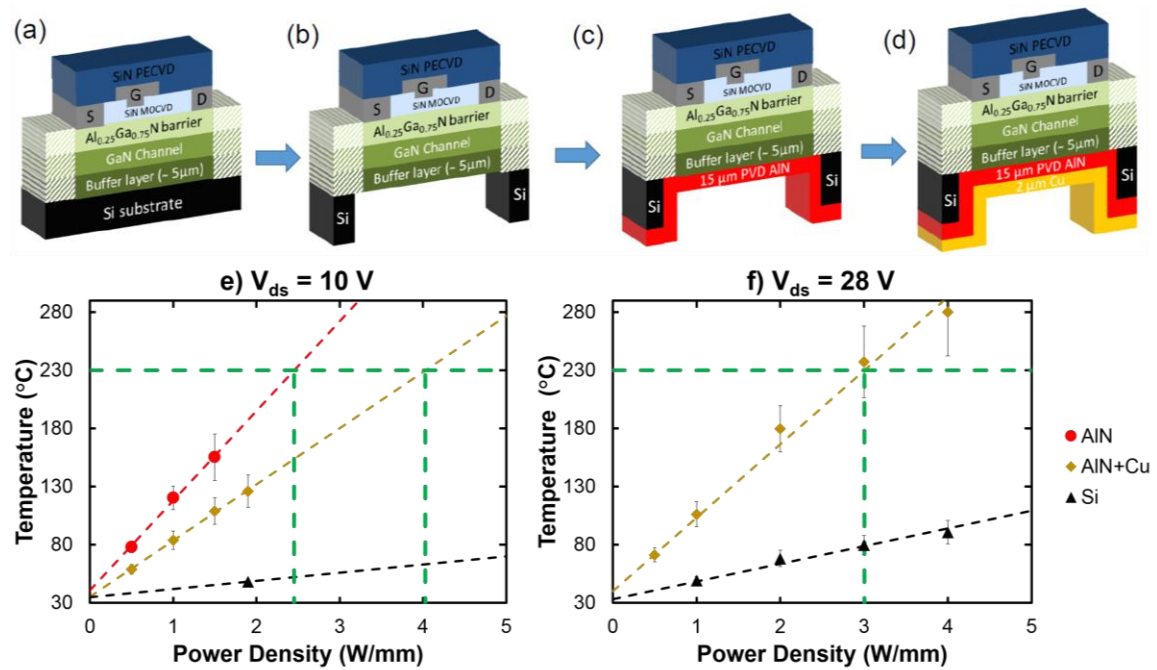 (a)
SiN PECVD
G
S
D
SiN MOCVD
Al0.25Ga0.75N barrier
GaN Channel
Buffer layer (~ 5μm)
Si substrate
(b)
SiN PECVD
G
S
D
SiN MOCVD
Al0.25Ga0.75N barrier
GaN Channel
Buffer layer (~ 5μm)
Si
Si
(c)
SiN PECVD
G
S
D
SiN MOCVD
Al0.25Ga0.75N barrier
GaN Channel
Buffer layer (~ 5μm)
15 μm PVD AlN
Si
Si
(d)
SiN PECVD
G
S
D
SiN MOCVD
Al0.25Ga0.75N barrier
GaN Channel
Buffer layer (~ 5μm)
15 μm PVD AlN
2 μm Cu
Si
Si
e) Vds = 10 V
Temperature (°C)
280
230
180
130
80
30
0 1 2 3 4 5
Power Density (W/mm)
f) Vds = 28 V
Temperature (°C)
280
230
180
130
80
30
0 1 2 3 4 5
Power Density (W/mm)
AlN
AlN+Cu
Si